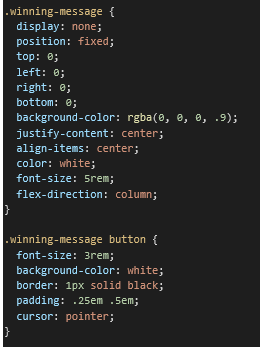 .winning-message {
  display: none;
  position: fixed;
  top: 0;
  left: 0;
  right: 0;
  bottom: 0;
  background-color: rgba(0, 0, 0, .9);
  justify-content: center;
  align-items: center;
  color: white;
  font-size: 5rem;
  flex-direction: column;
}

.winning-message button {
  font-size: 3rem;
  background-color: white;
  border: 1px solid black;
  padding: .25em .5em;
  cursor: pointer;
}